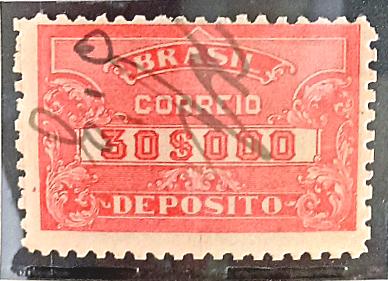 BRASIL
CORREIO
30$000
DEPOSITO